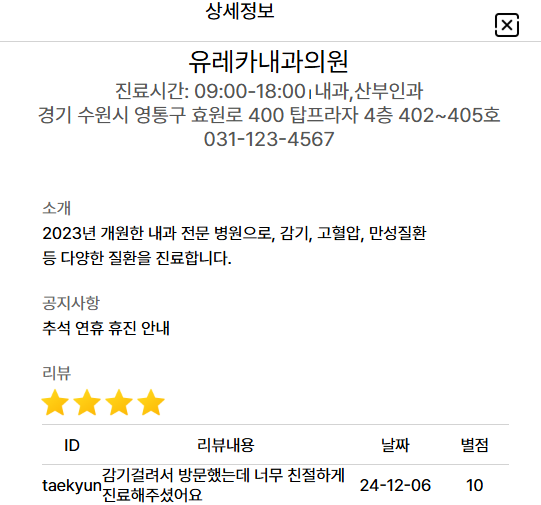 상세정보
유레카내과의원
진료시간: 09:00-18:00|내과,산부인과
경기 수원시 영통구 효원로 400 탑프라자 4층 402~405호
031-123-4567
소개
2023년 개원한 내과 전문 병원으로, 감기, 고혈압, 만성질환
등 다양한 질환을 진료합니다.
공지사항
추석 연휴 휴진 안내
리뷰
ID 리뷰내용 날짜 별점
taekyun 감기걸려서 방문했는데 너무 친절하게 24-12-06 10
진료해주셨어요